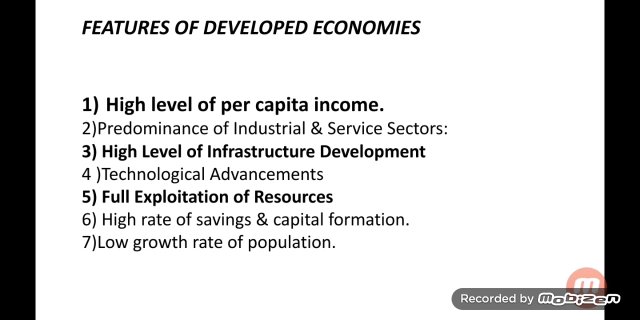 FEATURES OF DEVELOPED ECONOMIES
1) High level of per capita income.
2)Predominance of Industrial & Service Sectors:
3) High Level of Infrastructure Development
4 )Technological Advancements
5) Full Exploitation of Resources
6) High rate of savings & capital formation.
7)Low growth rate of population.
Recorded by Mobizen